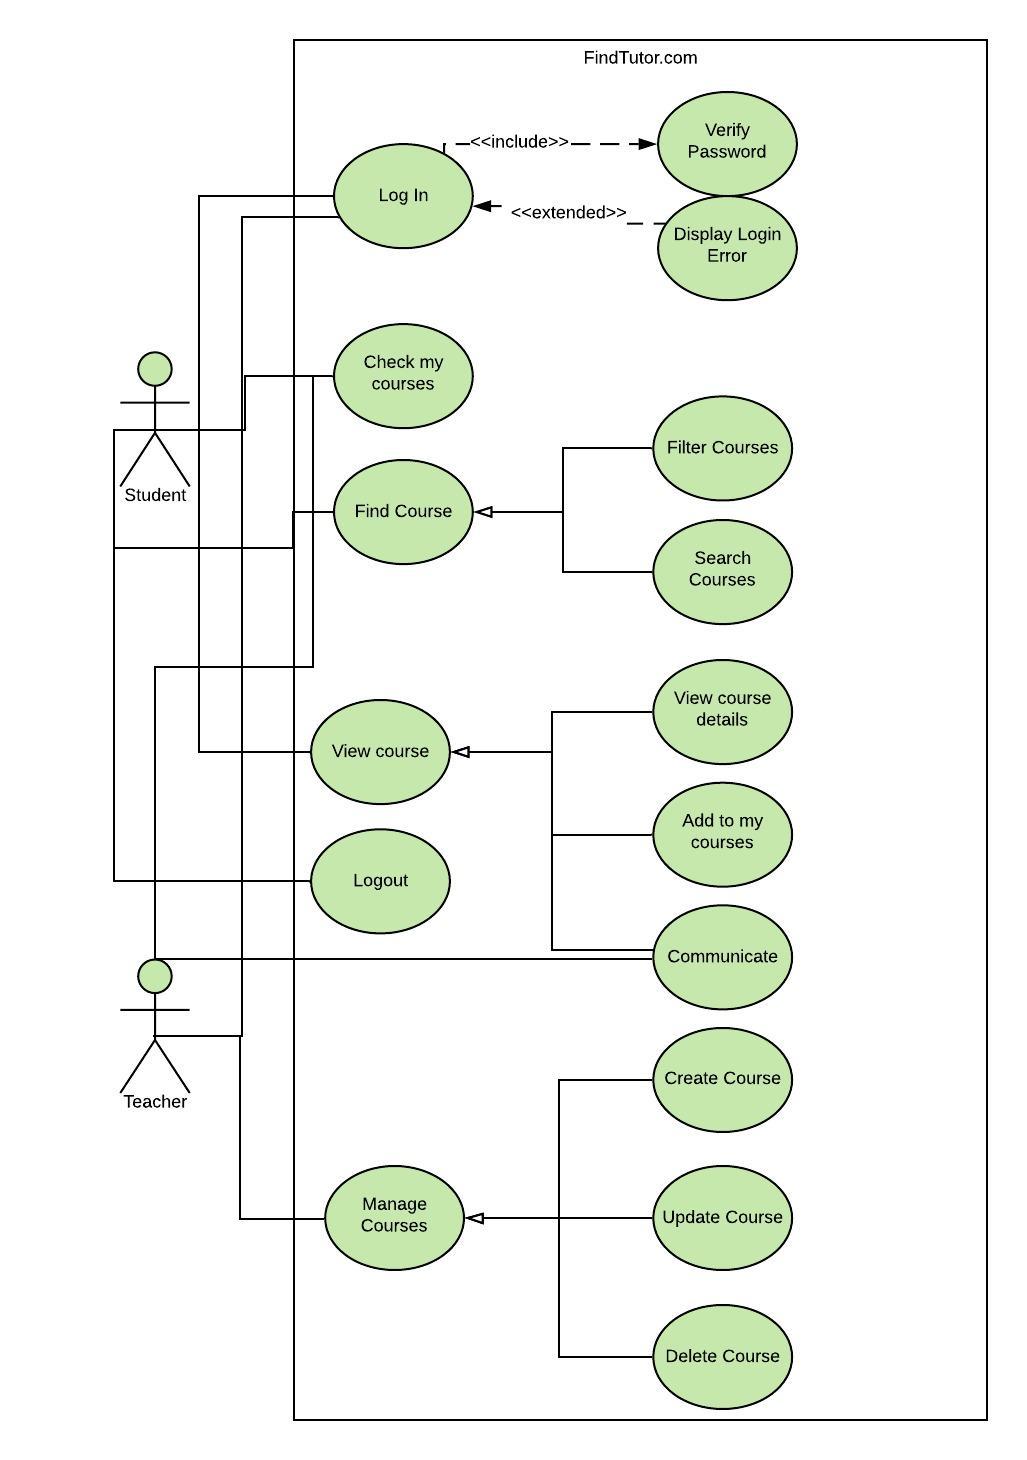 FindTutor.com
Verify
Password
<<include>>
Log In
<<extended>>
Display Login
Error
Check my
courses
Filter Courses
Student
Find Course
Search
Courses
View course
details
View course
Add to my
courses
Logout
Communicate
Create Course
Teacher
Manage
Courses
Update Course
Delete Course